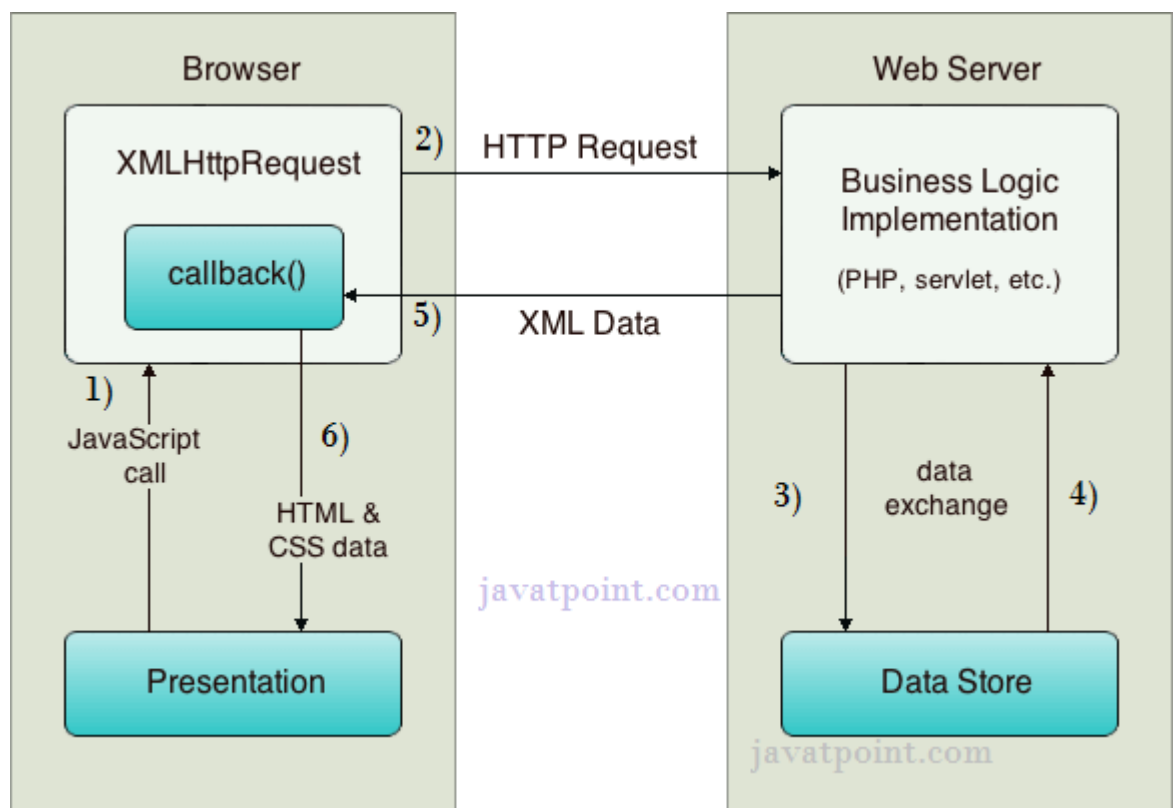 Browser
XMLHttpRequest
callback()
1)
JavaScript
call
2)
HTTP Request
5)
XML Data
6)
HTML &
CSS data
Presentation
Web Server
Business Logic
Implementation
(PHP, servlet, etc.)
3)
data
exchange
4)
Data Store
javatpoint.com
javatpoint.com